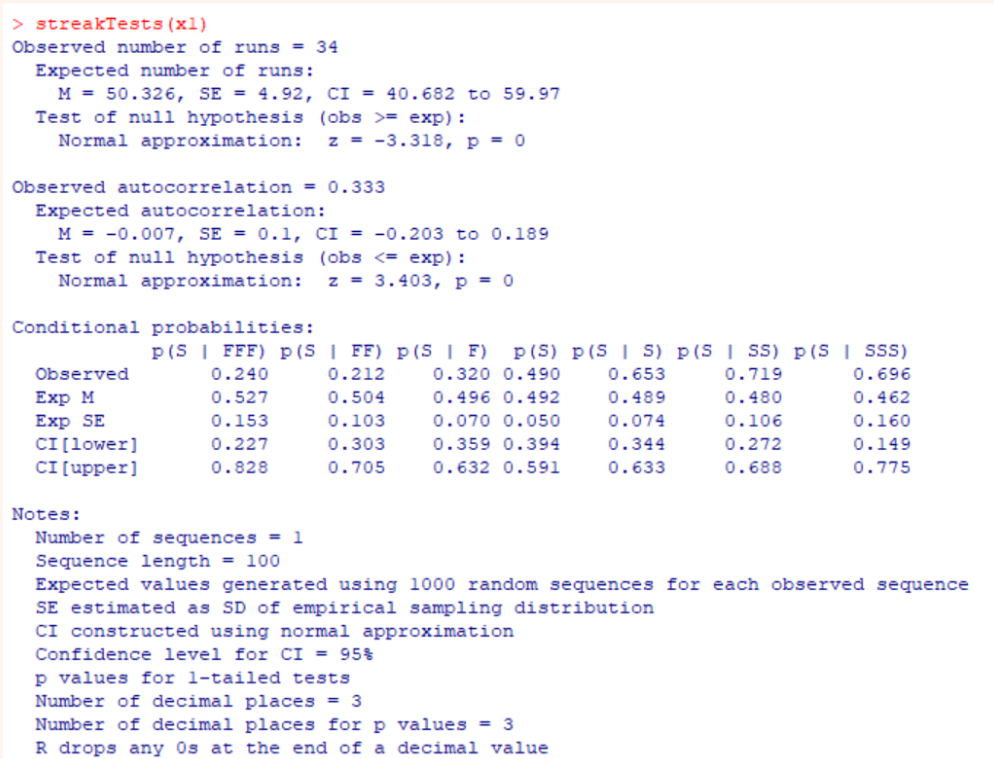 > streakTests(x1)
Observed number of runs = 34
  Expected number of runs:
    M = 50.326, SE = 4.92, CI = 40.682 to 59.97
  Test of null hypothesis (obs >= exp):
    Normal approximation:  z = -3.318, p = 0

Observed autocorrelation = 0.333
  Expected autocorrelation:
    M = -0.007, SE = 0.1, CI = -0.203 to 0.189
  Test of null hypothesis (obs <= exp):
    Normal approximation:  z = 3.403, p = 0

Conditional probabilities:
            p(S | FFF) p(S | FF) p(S | F)  p(S) p(S | S) p(S | SS) p(S | SSS)
  Observed       0.240     0.212    0.320 0.490    0.653     0.719      0.696
  Exp M          0.527     0.504    0.496 0.492    0.489     0.480      0.462
  Exp SE         0.153     0.103    0.070 0.050    0.074     0.106      0.160
  CI[lower]      0.227     0.303    0.359 0.394    0.344     0.272      0.149
  CI[upper]      0.828     0.705    0.632 0.591    0.633     0.688      0.775

Notes:
  Number of sequences = 1
  Sequence length = 100
  Expected values generated using 1000 random sequences for each observed sequence
  SE estimated as SD of empirical sampling distribution
  CI constructed using normal approximation
  Confidence level for CI = 95%
  p values for 1-tailed tests
  Number of decimal places = 3
  Number of decimal places for p values = 3
  R drops any 0s at the end of a decimal value